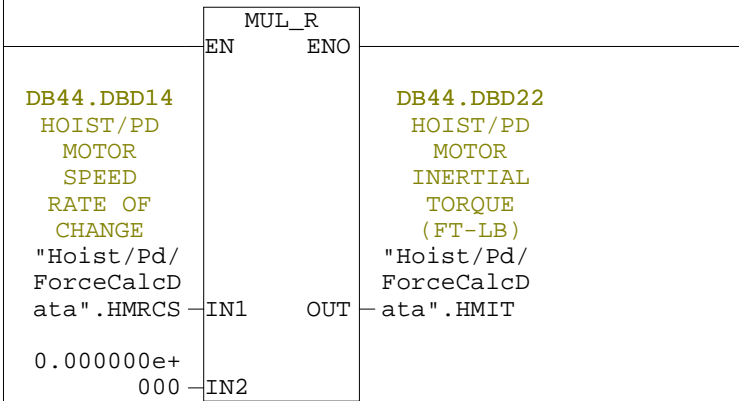 MUL_R
EN ENO
DB44.DBD14 DB44.DBD22
HOIST/PD HOIST/PD
MOTOR MOTOR
SPEED INERTIAL
RATE OF TORQUE
CHANGE (FT-LB)
"Hoist/Pd/ "Hoist/Pd/
ForceCalcD ForceCalcD
ata".HMRCS IN1 OUT ata".HMIT
0.000000e+
000 IN2